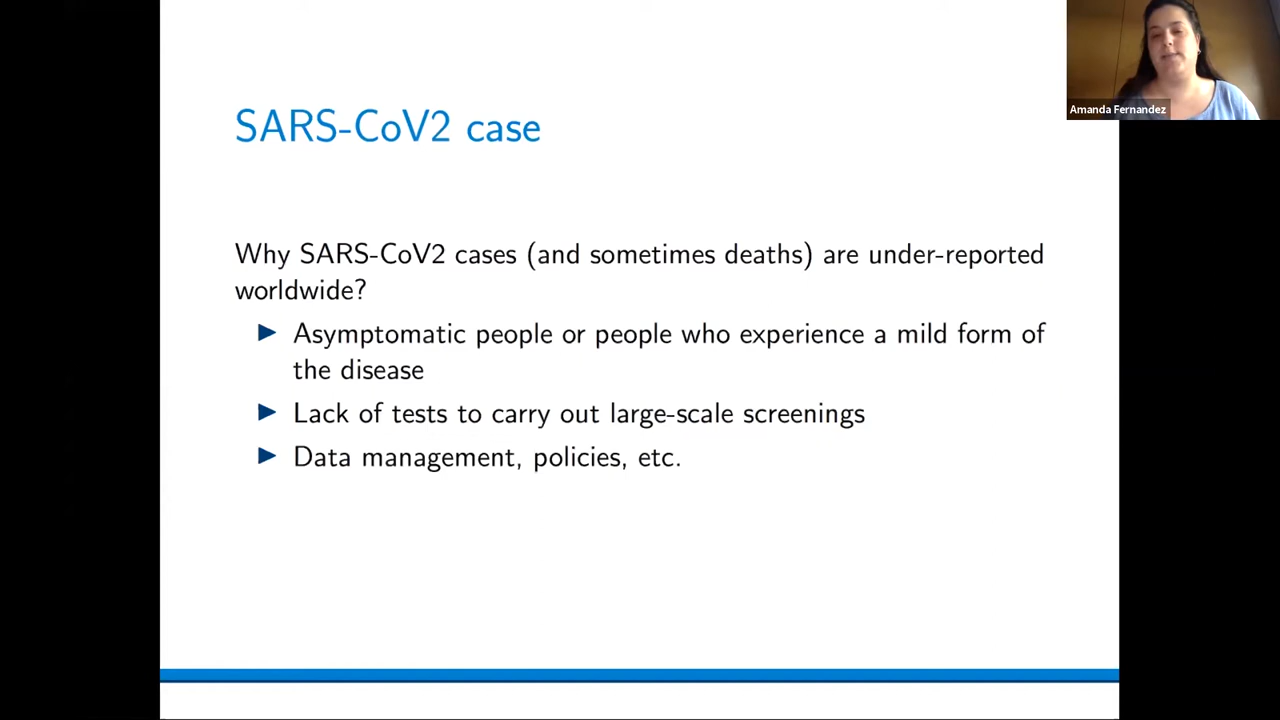 SARS-CoV2 case
Amanda Fernandez
Why SARS-CoV2 cases (and sometimes deaths) are under-reported
worldwide?
Asymptomatic people or people who experience a mild form of
the disease
Lack of tests to carry out large-scale screenings
Data management, policies, etc.